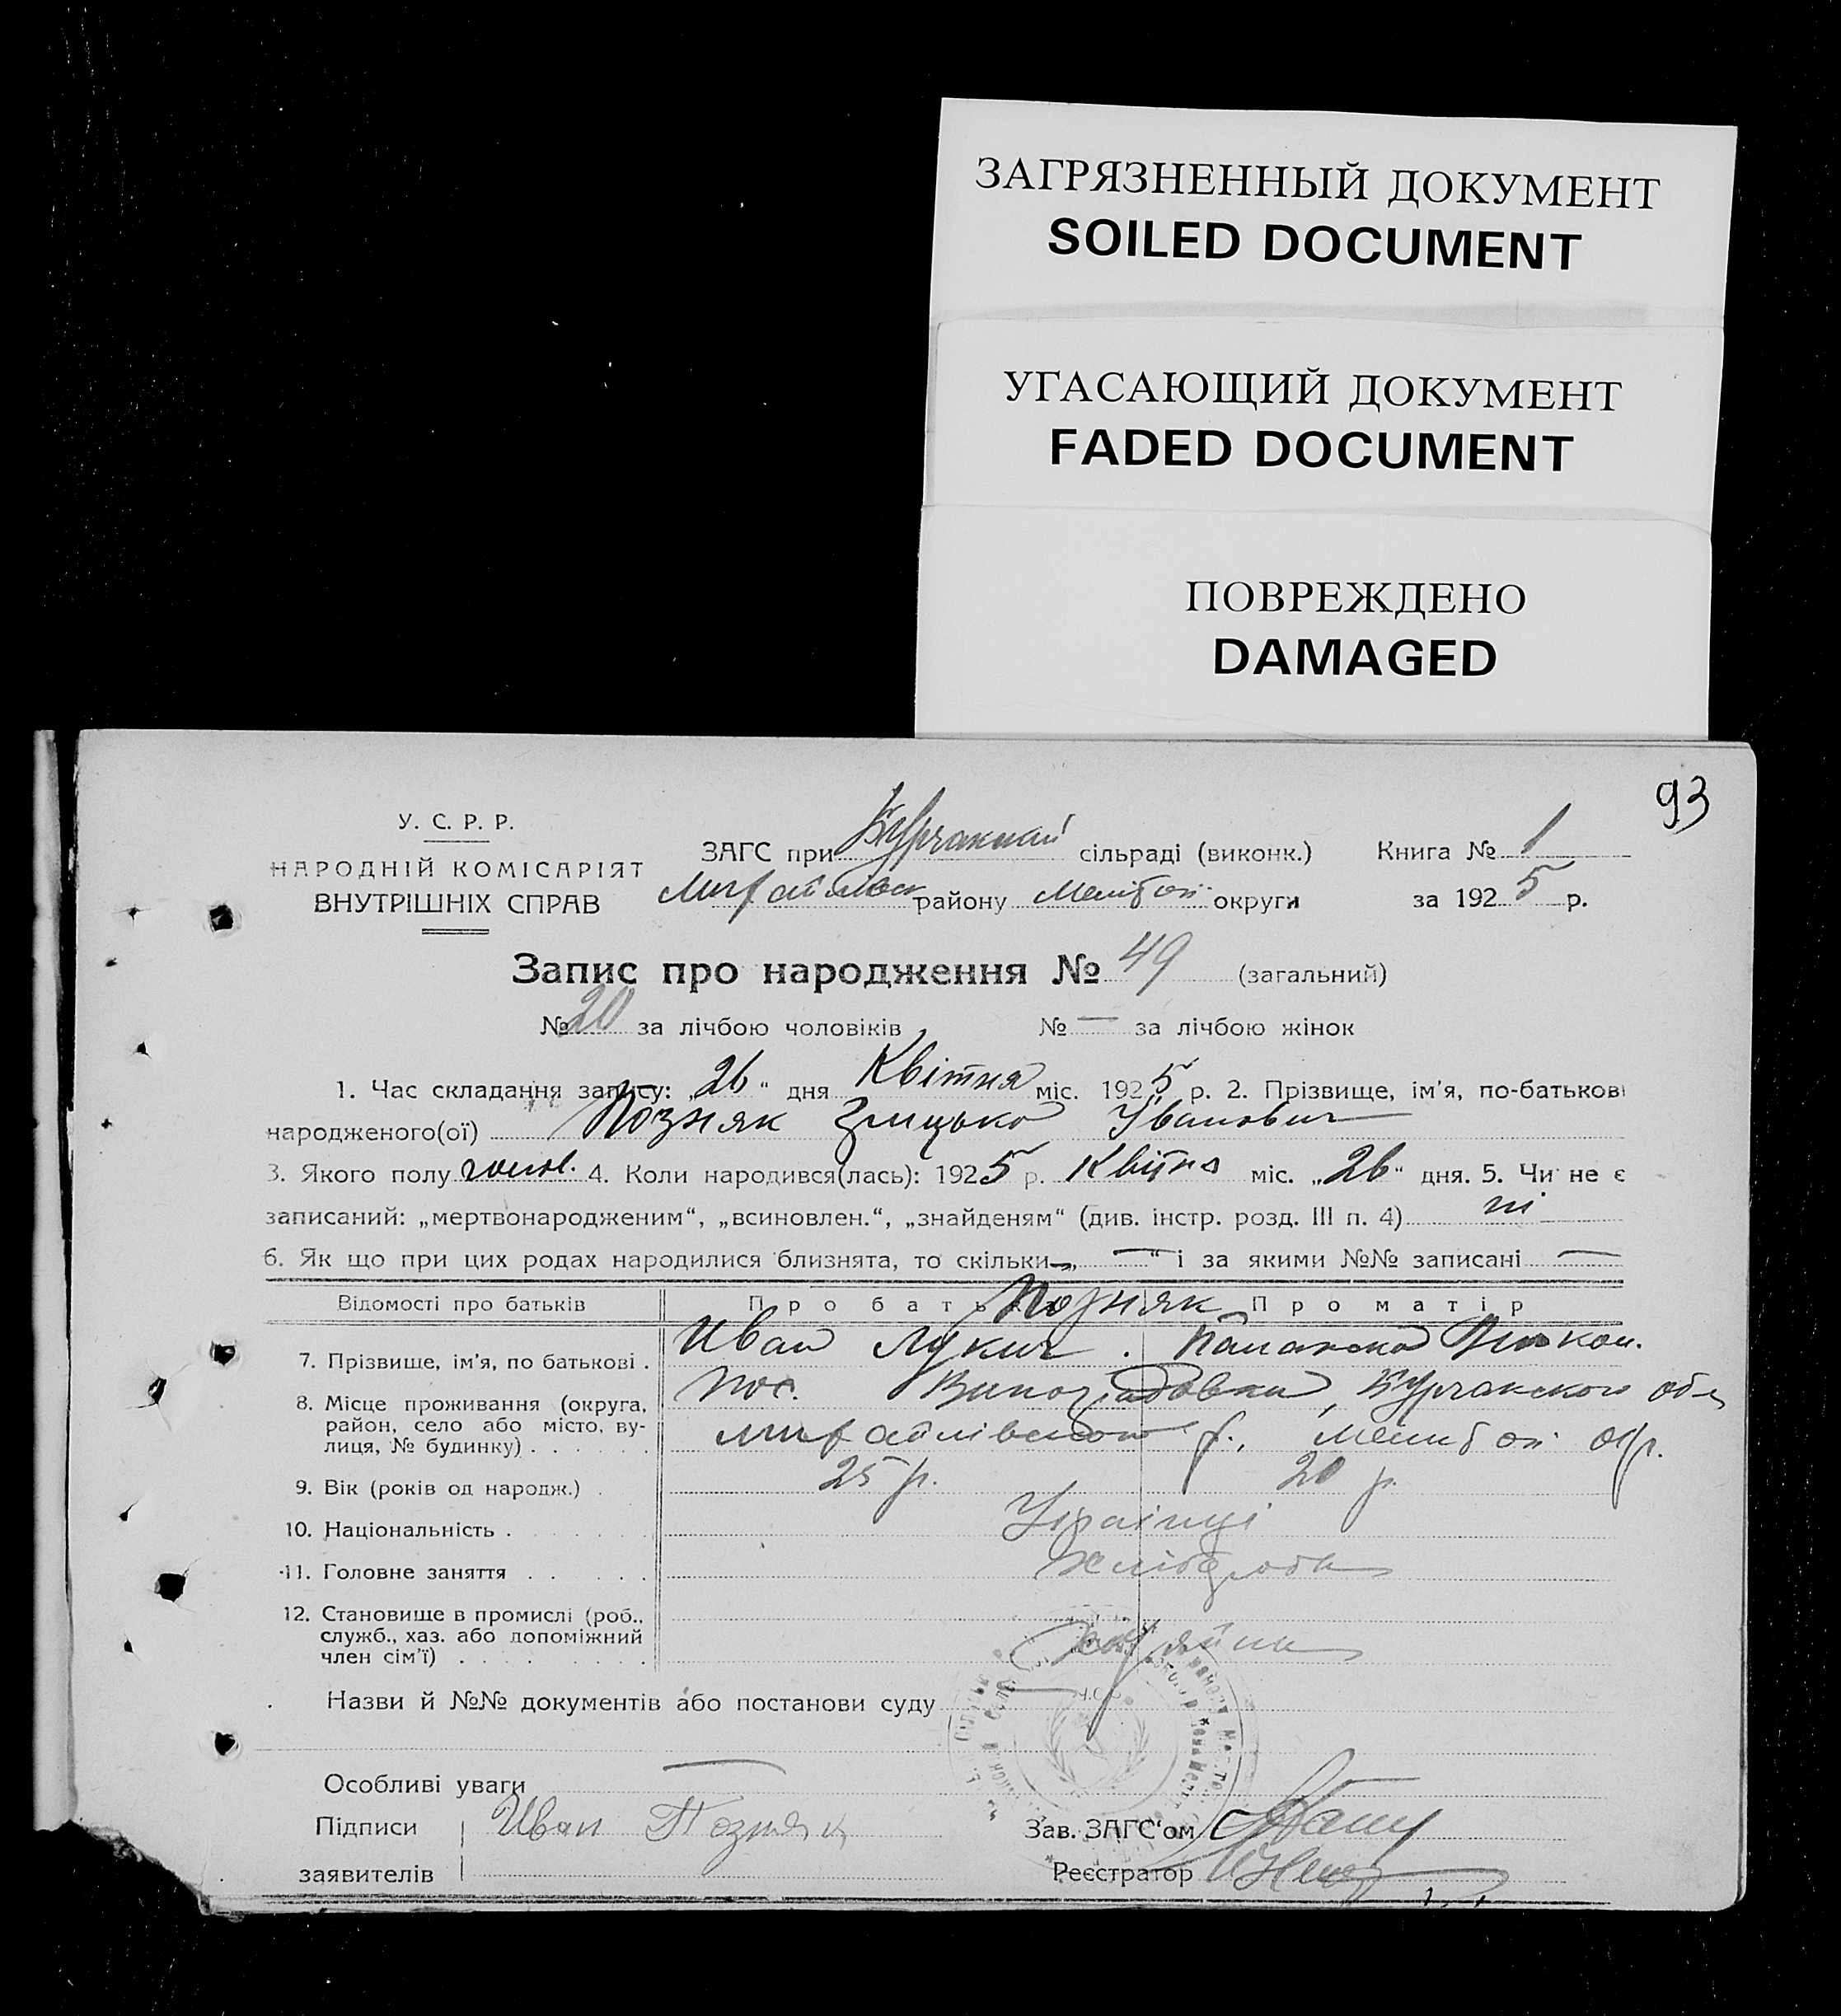 ЗАГРЯЗНЕННЫЙ ДОКУМЕНТ
SOILED DOCUMENT
УГАСАЮЩИЙ ДОКУМЕНТ
FADED DOCUMENT
ПОВРЕЖДЕНО
DAMAGED
93
У. С. Р. Р.
НАРОДНІЙ КОМІСАРІЯТ
ВНУТРІШНІХ СПРАВ
ЗАГС при сільраді (виконк.) Книга № 1
району округи за 1925 р.
Запис про народження № 49 (загальний)
№ 20 за лічбою чоловіків № — за лічбою жінок
1. Час складання запису: „26“ дня Квітня міс. 1925 р. 2. Прізвище, ім’я, по-батькові
народженого(ої) Позняк Грицько Іванович
3. Якого полу чолов. 4. Коли народився(лась): 1925 р. Квітня міс. „26“ дня. 5. Чи не є
записаний: „мертвонародженим“, „всиновлен.“, „знайденям“ (див. інстр. розд. III п. 4) ні
6. Як що при цих родах народилися близнята, то скільки „—“ і за якими №№ записані —
Відомості про батьків Про батька Позняк Про матір
7. Прізвище, ім’я, по батькові . Иван Лукич .
8. Місце проживання (округа, район, село або місто, ву-лиця, № будинку) . пос. Виноградовка,
9. Вік (років од народж.) . 25 р. 20 р.
10. Національність . Українці
11. Головне заняття . . Хлібороби
12. Становище в промислі (роб., служб., хаз. або допоміжний член сім’ї) .
Назви й №№ документів або постанови суду —
Особливі уваги —
Підписи Иван Позняк Зав. ЗАГС‘ом
заявителів Реєстратор